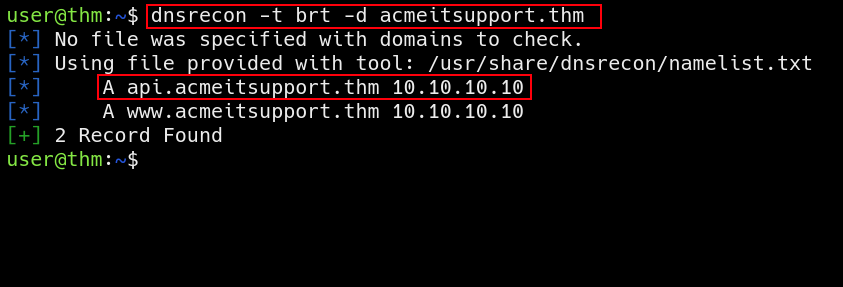 user@thm:~$ dnsrecon -t brt -d acmeitsupport.thm
[*] No file was specified with domains to check.
[*] Using file provided with tool: /usr/share/dnsrecon/namelist.txt
[*]     A api.acmeitsupport.thm 10.10.10.10
[*]     A www.acmeitsupport.thm 10.10.10.10
[+] 2 Record Found
user@thm:~$